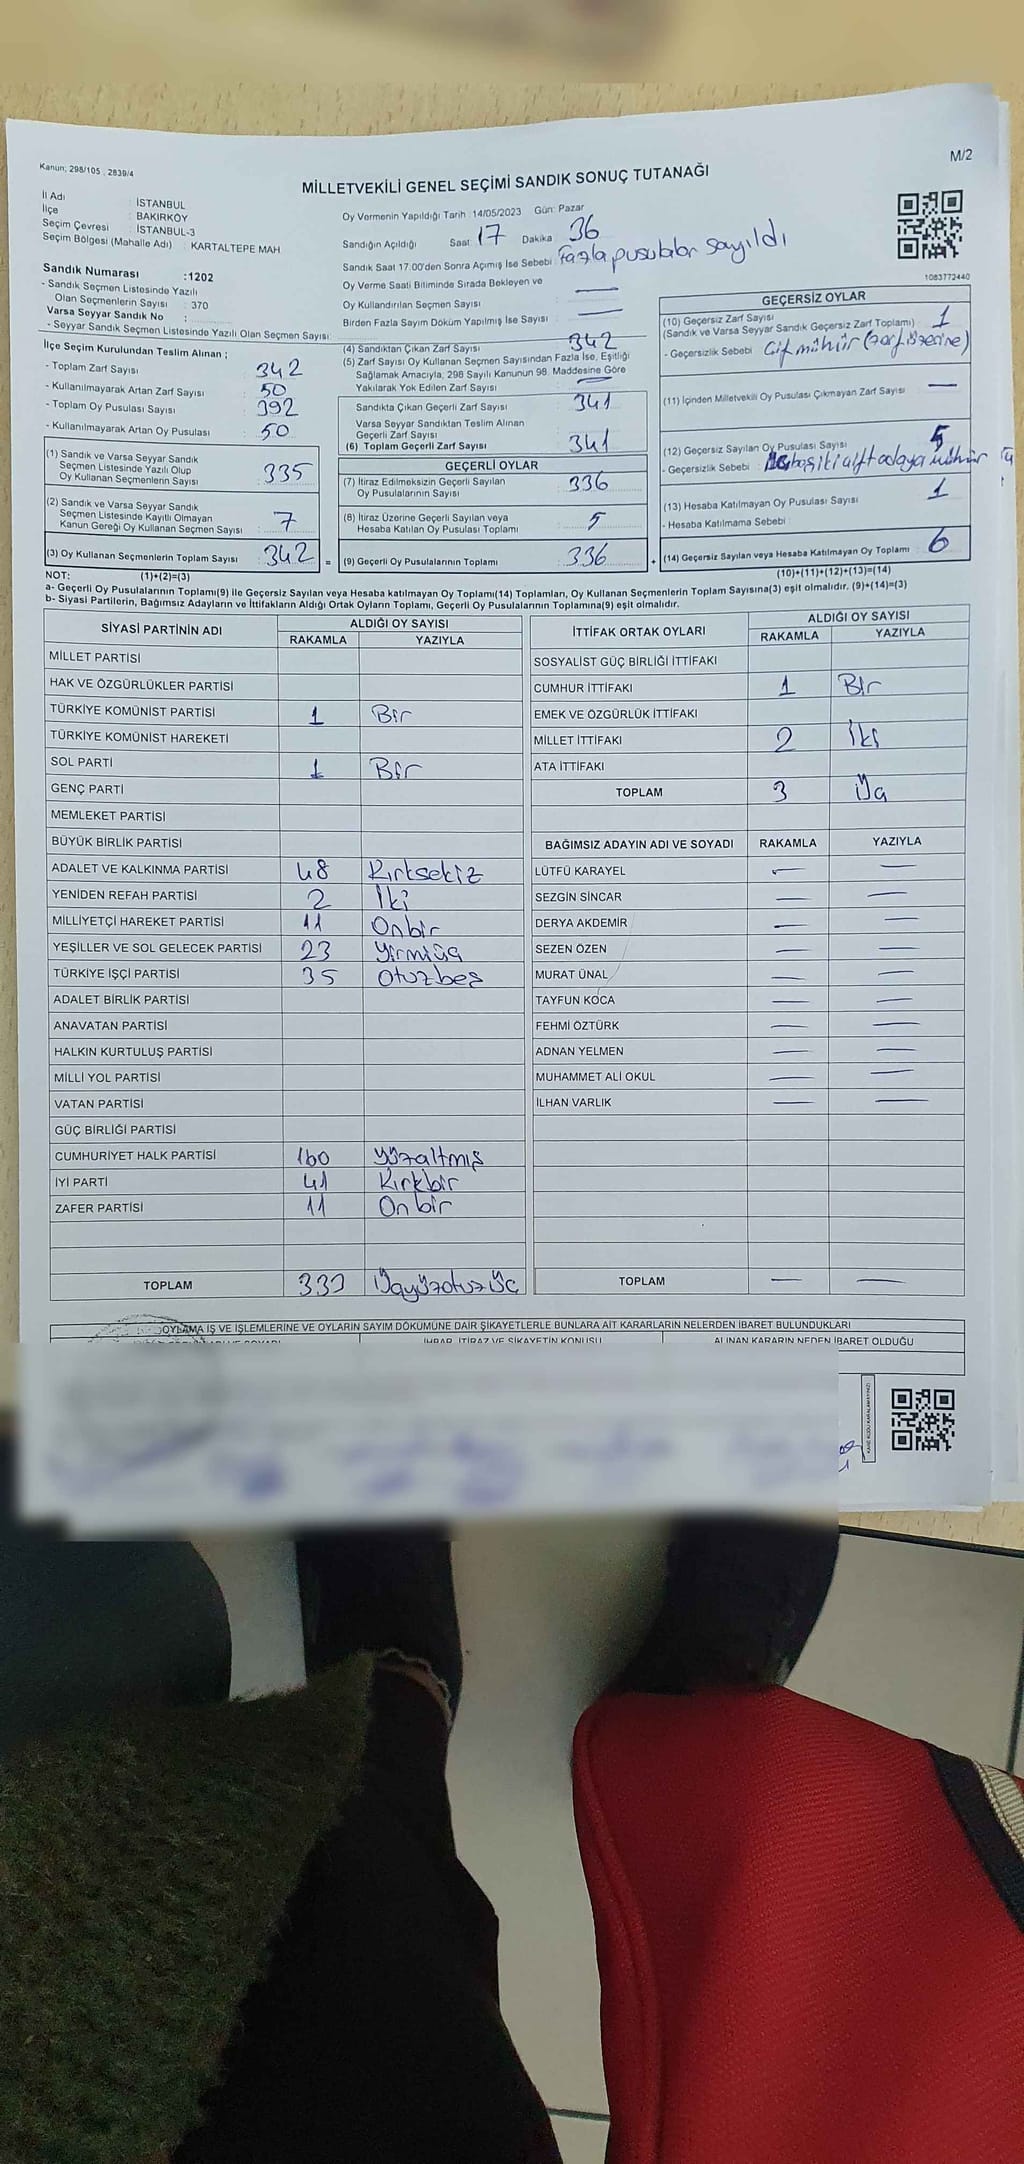 Kanun; 298/105 , 2839/4
M/2
MİLLETVEKİLİ GENEL SEÇİMİ SANDIK SONUÇ TUTANAĞI
İl Adı : İSTANBUL
İlçe : BAKIRKÖY
Seçim Çevresi : İSTANBUL-3
Seçim Bölgesi (Mahalle Adı) : KARTALTEPE MAH
Sandık Numarası :1202
- Sandık Seçmen Listesinde Yazılı
Olan Seçmenlerin Sayısı : 370
Varsa Seyyar Sandık No :
- Seyyar Sandık Seçmen Listesinde Yazılı Olan Seçmen Sayısı:
Oy Vermenin Yapıldığı Tarih : 14/05/2023 Gün: Pazar
Sandığın Açıldığı Saat 17 Dakika 36
Sandık Saat 17:00'den Sonra Açımış İse Sebebi : Fazla pusulalar sayıldı
Oy Verme Saati Bitiminde Sırada Bekleyen ve
Oy Kullandırılan Seçmen Sayısı —
Birden Fazla Sayım Döküm Yapılmış İse Sayısı : —
1083772440
İlçe Seçim Kurulundan Teslim Alınan ;
- Toplam Zarf Sayısı : 342
- Kullanılmayarak Artan Zarf Sayısı : 50
- Toplam Oy Pusulası Sayısı : 392
- Kullanılmayarak Artan Oy Pusulası : 50
(1) Sandık ve Varsa Seyyar Sandık
Seçmen Listesinde Yazılı Olup
Oy Kullanan Seçmenlerin Sayısı : 335
(2) Sandık ve Varsa Seyyar Sandık
Seçmen Listesinde Kayıtlı Olmayan
Kanun Gereği Oy Kullanan Seçmen Sayısı : 7
(3) Oy Kullanan Seçmenlerin Toplam Sayısı : 342 =
(4) Sandıktan Çıkan Zarf Sayısı : 342
(5) Zarf Sayısı Oy Kullanan Seçmen Sayısından Fazla İse, Eşitliği
Sağlamak Amacıyla, 298 Sayılı Kanunun 98. Maddesine Göre
Yakılarak Yok Edilen Zarf Sayısı : —
Sandıkta Çıkan Geçerli Zarf Sayısı : 341
Varsa Seyyar Sandıktan Teslim Alınan
Geçerli Zarf Sayısı :
(6) Toplam Geçerli Zarf Sayısı : 341
GEÇERLİ OYLAR
(7) İtiraz Edilmeksizin Geçerli Sayılan
Oy Pusulalarının Sayısı : 336
(8) İtiraz Üzerine Geçerli Sayılan veya
Hesaba Katılan Oy Pusulası Toplamı : 5
(9) Geçerli Oy Pusulalarının Toplamı : 336 +
GEÇERSİZ OYLAR
(10) Geçersiz Zarf Sayısı
(Sandık ve Varsa Seyyar Sandık Geçersiz Zarf Toplamı) : 1
- Geçersizlik Sebebi : Çift mühür (zarf üzerine)
(11) İçinden Milletvekili Oy Pusulası Çıkmayan Zarf Sayısı : —
(12) Geçersiz Sayılan Oy Pusulası Sayısı : 5
- Geçersizlik Sebebi : boş iki adaya mühür
(13) Hesaba Katılmayan Oy Pusulası Sayısı : 1
- Hesaba Katılmama Sebebi :
(14) Geçersiz Sayılan veya Hesaba Katılmayan Oy Toplamı : 6
NOT: (1)+(2)=(3)
(10)+(11)+(12)+(13)=(14)
a- Geçerli Oy Pusulalarının Toplamı(9) ile Geçersiz Sayılan veya Hesaba katılmayan Oy Toplamı(14) Toplamları, Oy Kullanan Seçmenlerin Toplam Sayısına(3) eşit olmalıdır. (9)+(14)=(3)
b- Siyasi Partilerin, Bağımsız Adayların ve İttifakların Aldığı Ortak Oyların Toplamı, Geçerli Oy Pusulalarının Toplamına(9) eşit olmalıdır.
SİYASİ PARTİNİN ADI ALDIĞI OY SAYISI
RAKAMLA YAZIYLA
MİLLET PARTİSİ
HAK VE ÖZGÜRLÜKLER PARTİSİ
TÜRKİYE KOMÜNİST PARTİSİ 1 Bir
TÜRKİYE KOMÜNİST HAREKETİ
SOL PARTİ 1 Bir
GENÇ PARTİ
MEMLEKET PARTİSİ
BÜYÜK BİRLİK PARTİSİ
ADALET VE KALKINMA PARTİSİ 48 Kırksekiz
YENİDEN REFAH PARTİSİ 2 İki
MİLLİYETÇİ HAREKET PARTİSİ 11 Onbir
YEŞİLLER VE SOL GELECEK PARTİSİ 23 Yirmiüç
TÜRKİYE İŞÇİ PARTİSİ 35 Otuzbeş
ADALET BİRLİK PARTİSİ
ANAVATAN PARTİSİ
HALKIN KURTULUŞ PARTİSİ
MİLLİ YOL PARTİSİ
VATAN PARTİSİ
GÜÇ BİRLİĞİ PARTİSİ
CUMHURİYET HALK PARTİSİ 160 Yüzaltmış
İYİ PARTİ 41 Kırkbir
ZAFER PARTİSİ 11 Onbir
TOPLAM 333 Üçyüzotuzüç
İTTİFAK ORTAK OYLARI ALDIĞI OY SAYISI
RAKAMLA YAZIYLA
SOSYALİST GÜÇ BİRLİĞİ İTTİFAKI
CUMHUR İTTİFAKI 1 Bir
EMEK VE ÖZGÜRLÜK İTTİFAKI
MİLLET İTTİFAKI 2 İki
ATA İTTİFAKI
TOPLAM 3 Üç
BAĞIMSIZ ADAYIN ADI VE SOYADI RAKAMLA YAZIYLA
LÜTFÜ KARAYEL — —
SEZGİN SİNCAR — —
DERYA AKDEMİR — —
SEZEN ÖZEN — —
MURAT ÜNAL — —
TAYFUN KOCA — —
FEHMİ ÖZTÜRK — —
ADNAN YELMEN — —
MUHAMMET ALİ OKUL — —
İLHAN VARLIK — —
TOPLAM — —
OYLAMA İŞ VE İŞLEMLERİNE VE OYLARIN SAYIM DÖKÜMÜNE DAİR ŞİKAYETLERLE BUNLARA AİT KARARLARIN NELERDEN İBARET BULUNDUKLARI
İHBAR, İTİRAZ VE ŞİKAYETİN KONUSU ALINAN KARARIN NEDEN İBARET OLDUĞU